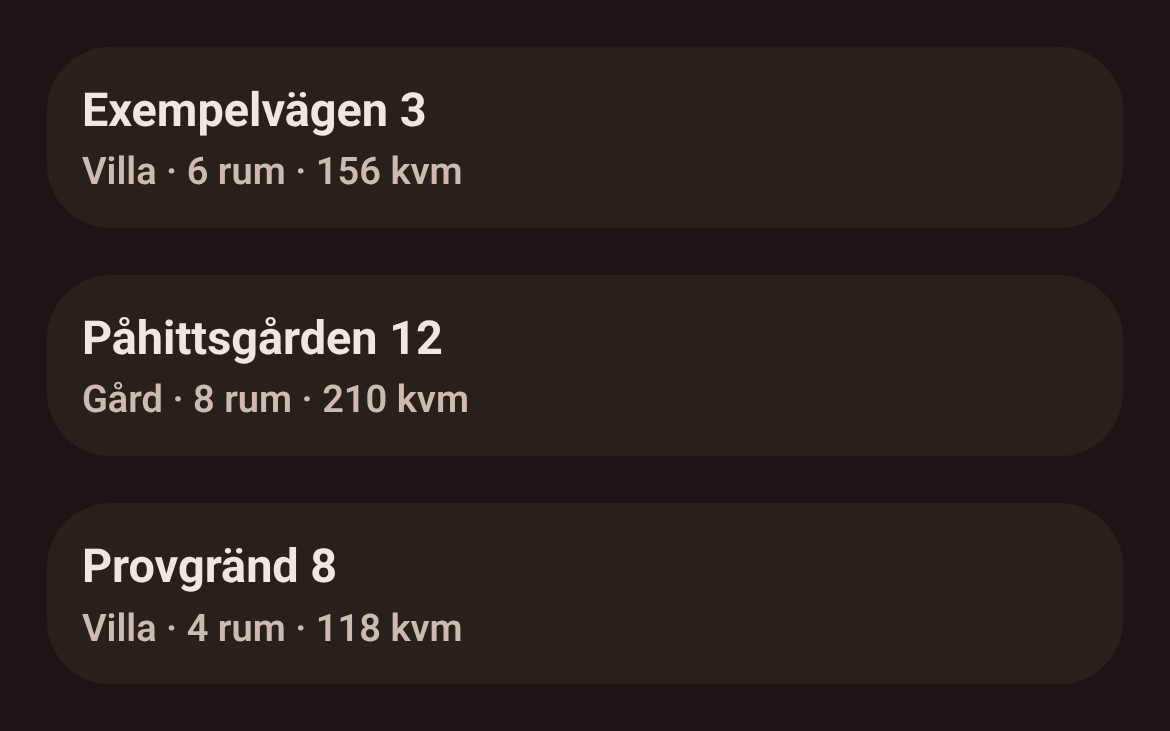 Exempelvägen 3
Villa · 6 rum · 156 kvm
Påhittsgården 12
Gård · 8 rum · 210 kvm
Provgränd 8
Villa · 4 rum · 118 kvm